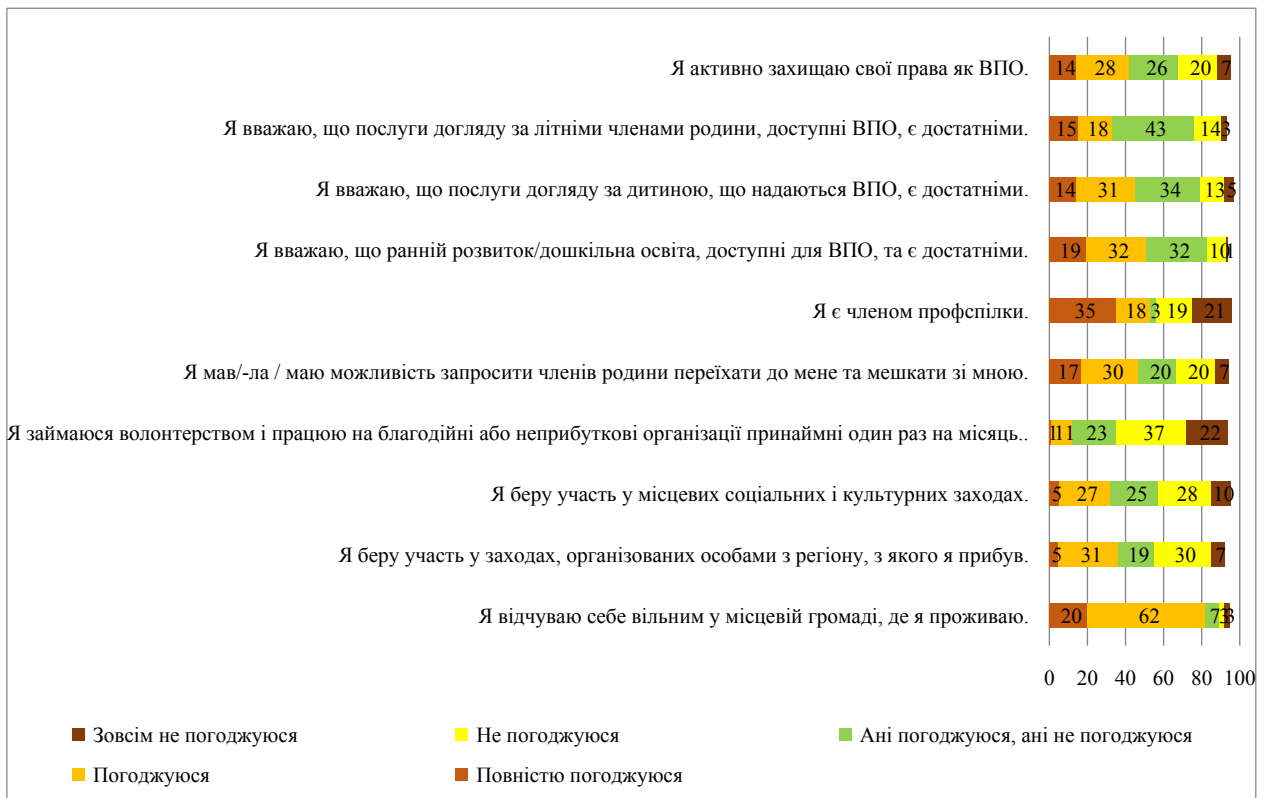 Я активно захищаю свої права як ВПО. 14 28 26 20 7
Я вважаю, що послуги догляду за літніми членами родини, доступні ВПО, є достатніми. 15 18 43 14 3
Я вважаю, що послуги догляду за дитиною, що надаються ВПО, є достатніми. 14 31 34 13 5
Я вважаю, що ранній розвиток/дошкільна освіта, доступні для ВПО, та є достатніми. 19 32 32 10 1
Я є членом профспілки. 35 18 3 19 21
Я мав/-ла / маю можливість запросити членів родини переїхати до мене та мешкати зі мною. 17 30 20 20 7
Я займаюся волонтерством і працюю на благодійні або неприбуткові організації принаймні один раз на місяць.. 1 11 23 37 22
Я беру участь у місцевих соціальних і культурних заходах. 5 27 25 28 10
Я беру участь у заходах, організованих особами з регіону, з якого я прибув. 5 31 19 30 7
Я відчуваю себе вільним у місцевій громаді, де я проживаю. 20 62 7 3 3
0 20 40 60 80 100
Зовсім не погоджуюся Не погоджуюся Ані погоджуюся, ані не погоджуюся
Погоджуюся Повністю погоджуюся